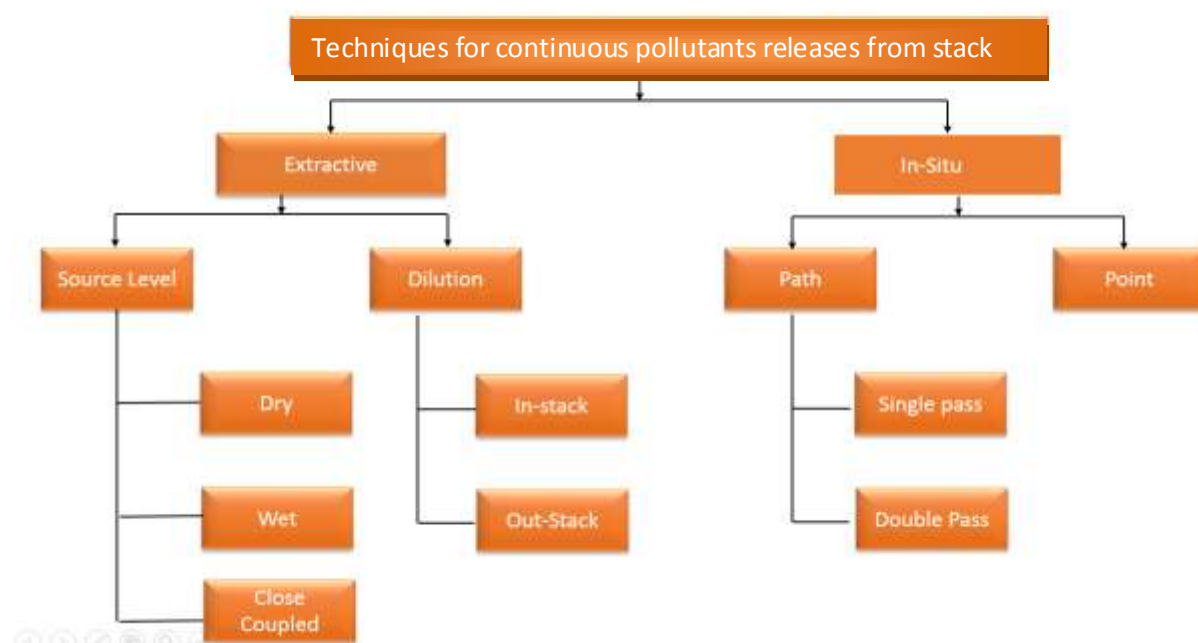 Techniques for continuous pollutants releases from stack
Extractive
In-Situ
Source Level
Dilution
Path
Point
Dry
In-stack
Single pass
Wet
Out-Stack
Double Pass
Close
Coupled